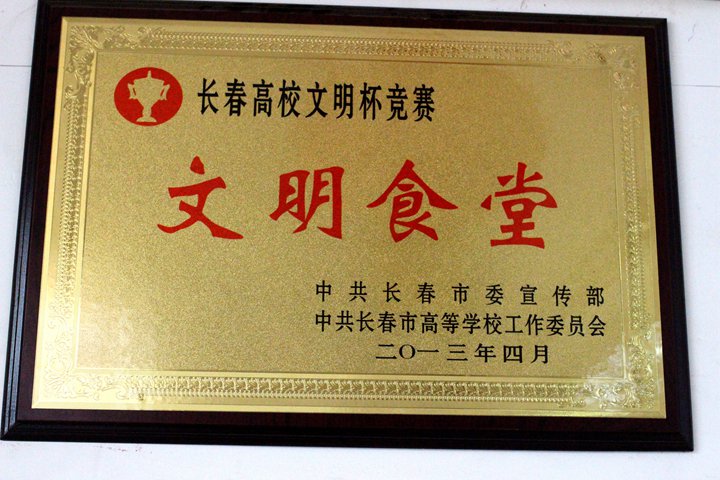 长春高校文明杯竞赛
文明食堂
中共长春市委宣传部
中共长春市高等学校工作委员会
二〇一三年四月